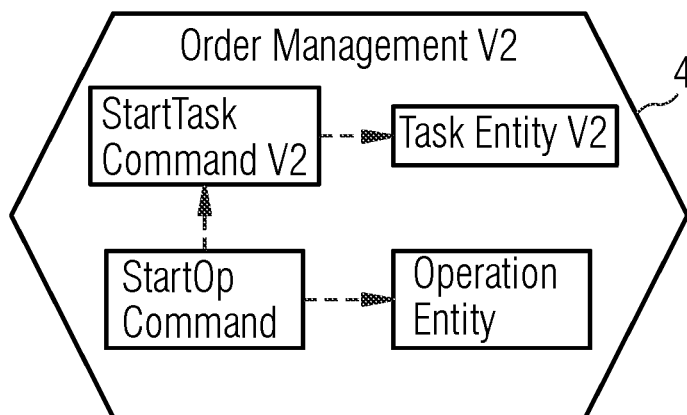 Order Management V2
4
StartTask
Command V2
Task Entity V2
StartOp
Command
Operation
Entity